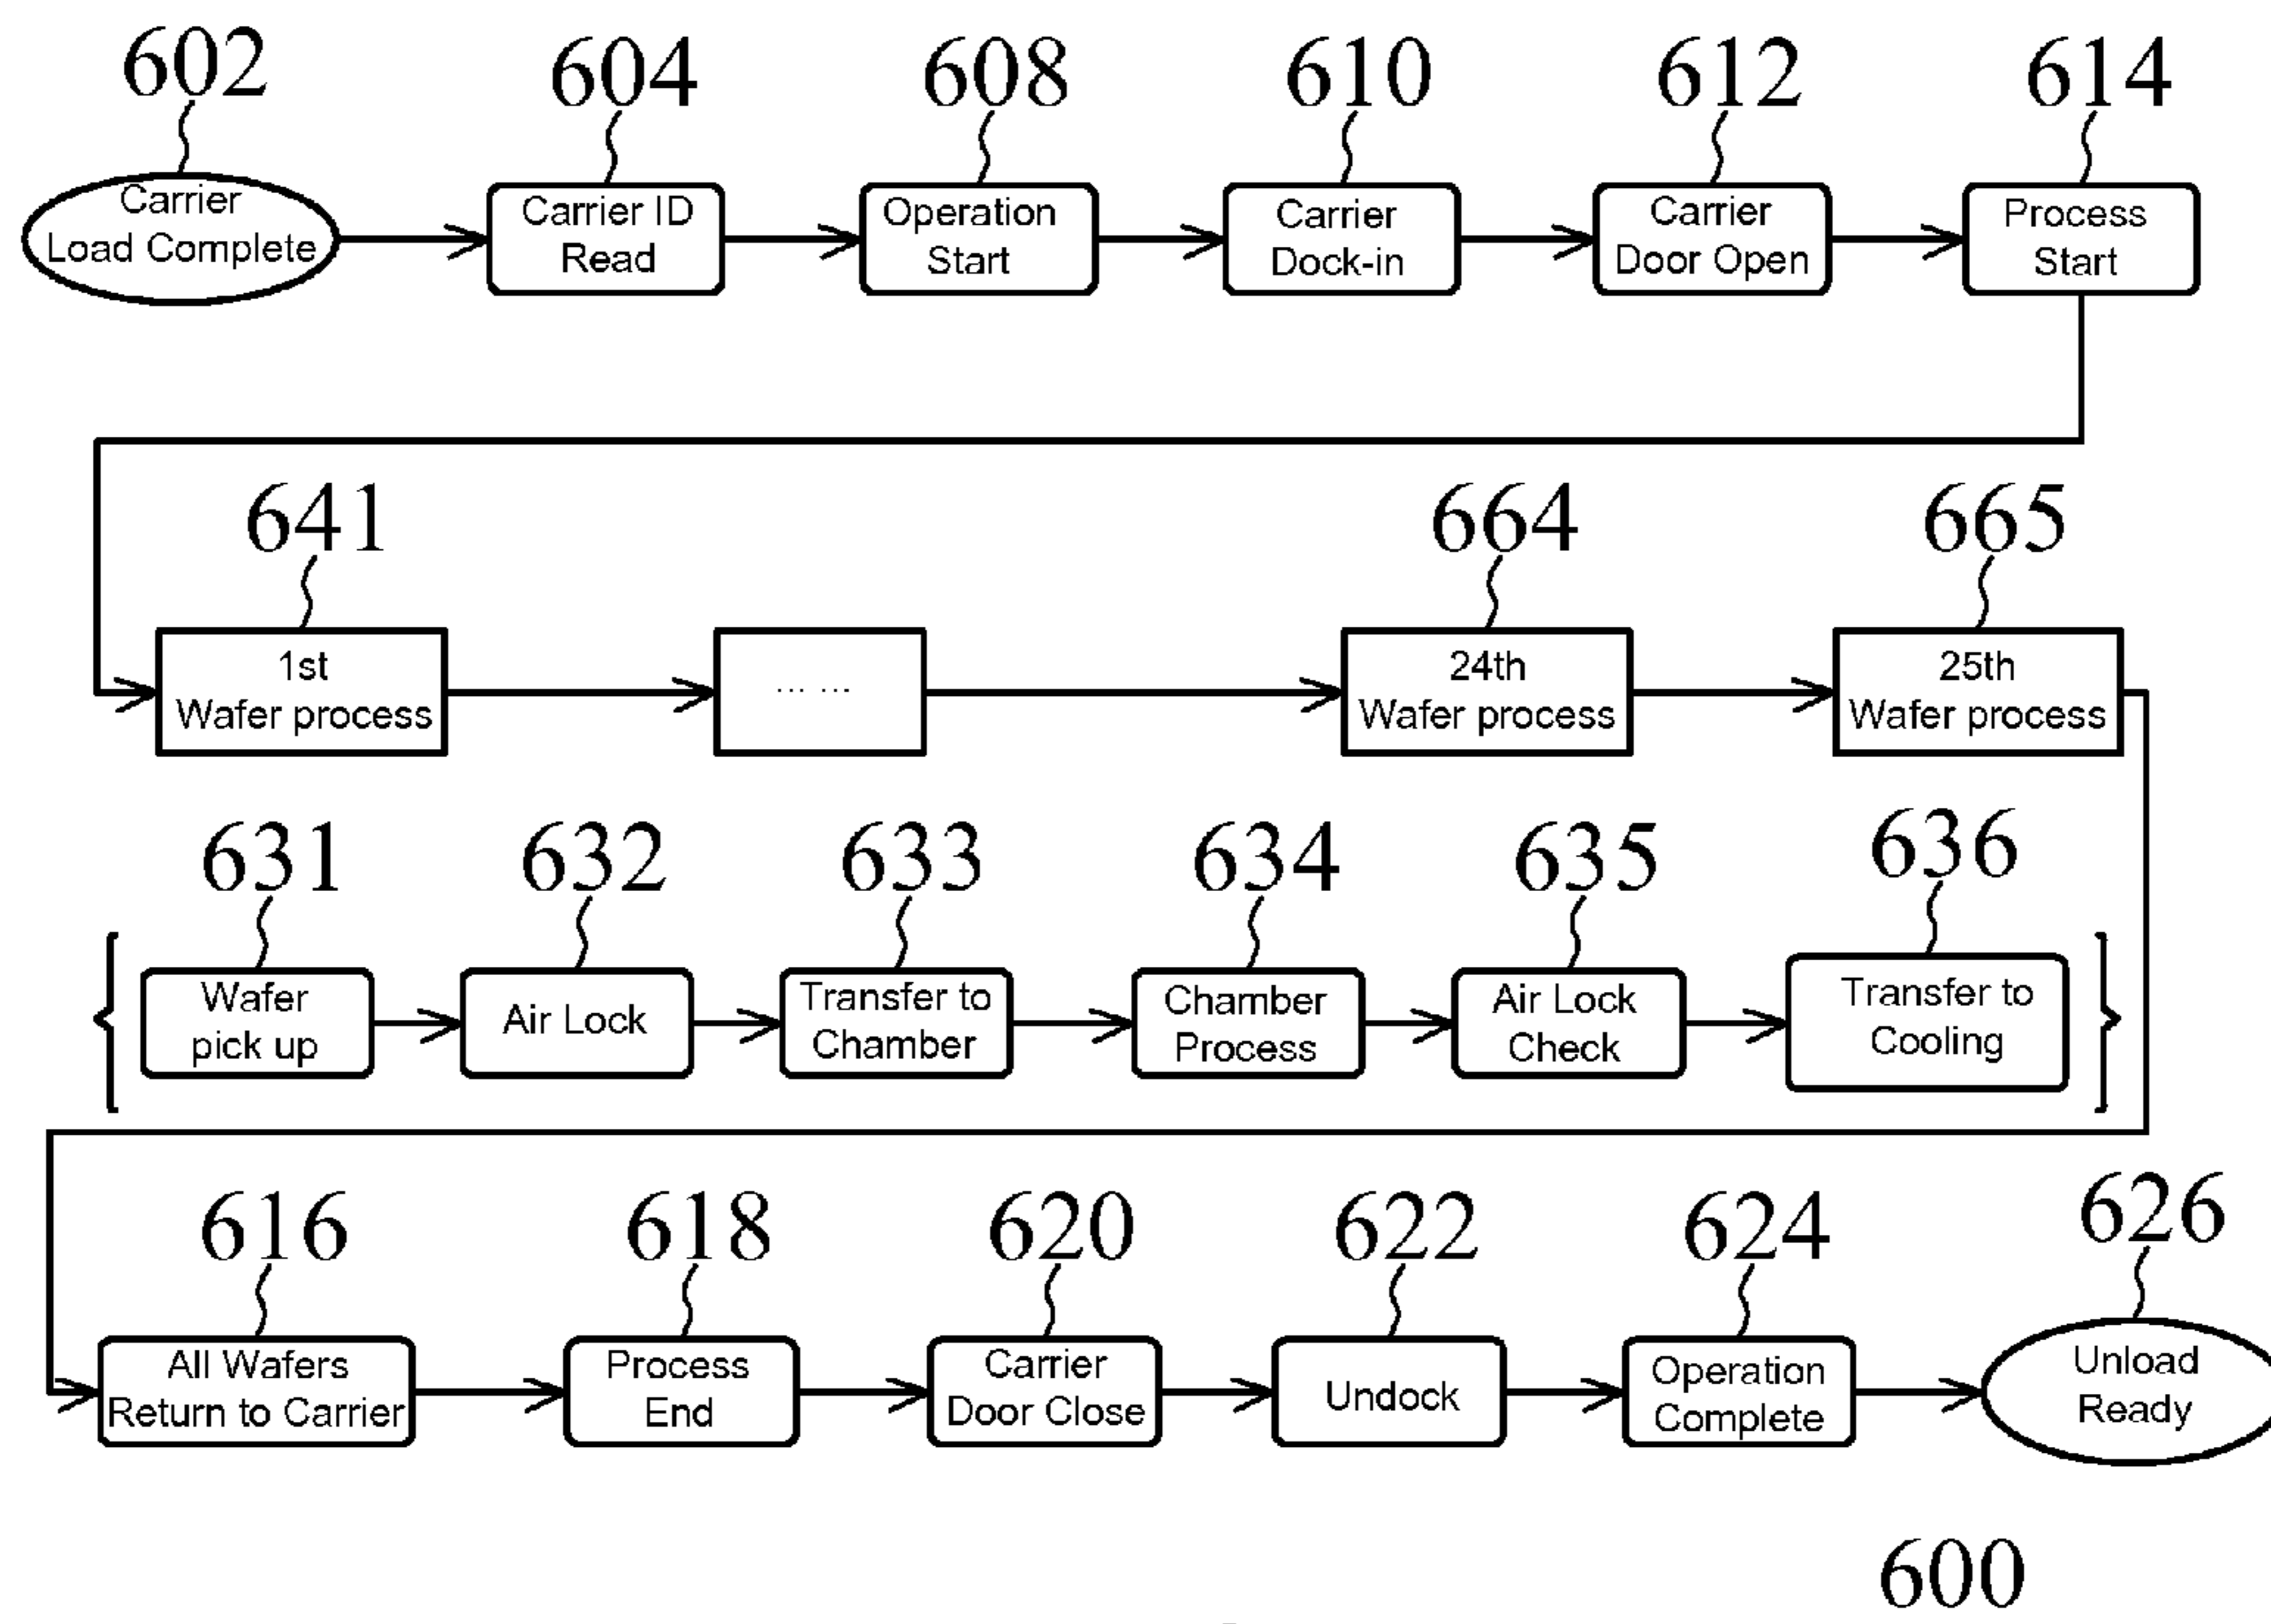 602 604 608 610 612 614
Carrier
Load Complete
Carrier ID
Read
Operation
Start
Carrier
Dock-in
Carrier
Door Open
Process
Start
641 664 665
1st
Wafer process
... ...
24th
Wafer process
25th
Wafer process
631 632 633 634 635 636
Wafer
pick up
Air Lock
Transfer to
Chamber
Chamber
Process
Air Lock
Check
Transfer to
Cooling
616 618 620 622 624 626
All Wafers
Return to Carrier
Process
End
Carrier
Door Close
Undock
Operation
Complete
Unload
Ready
600